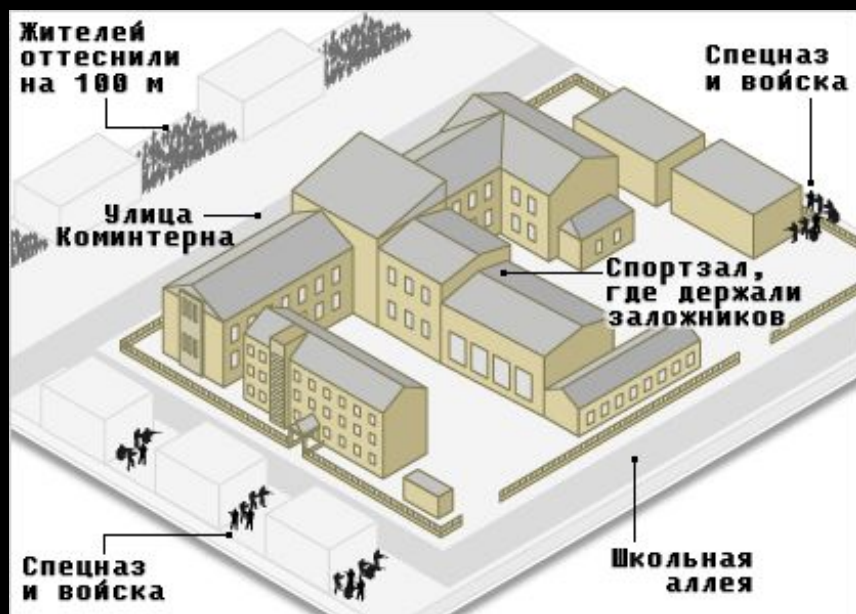 Жителей
оттеснили
на 100 м
Спецназ
и войска
Улица
Коминтерна
Спортзал,
где держали
заложников
Спецназ
и войска
Школьная
аллея